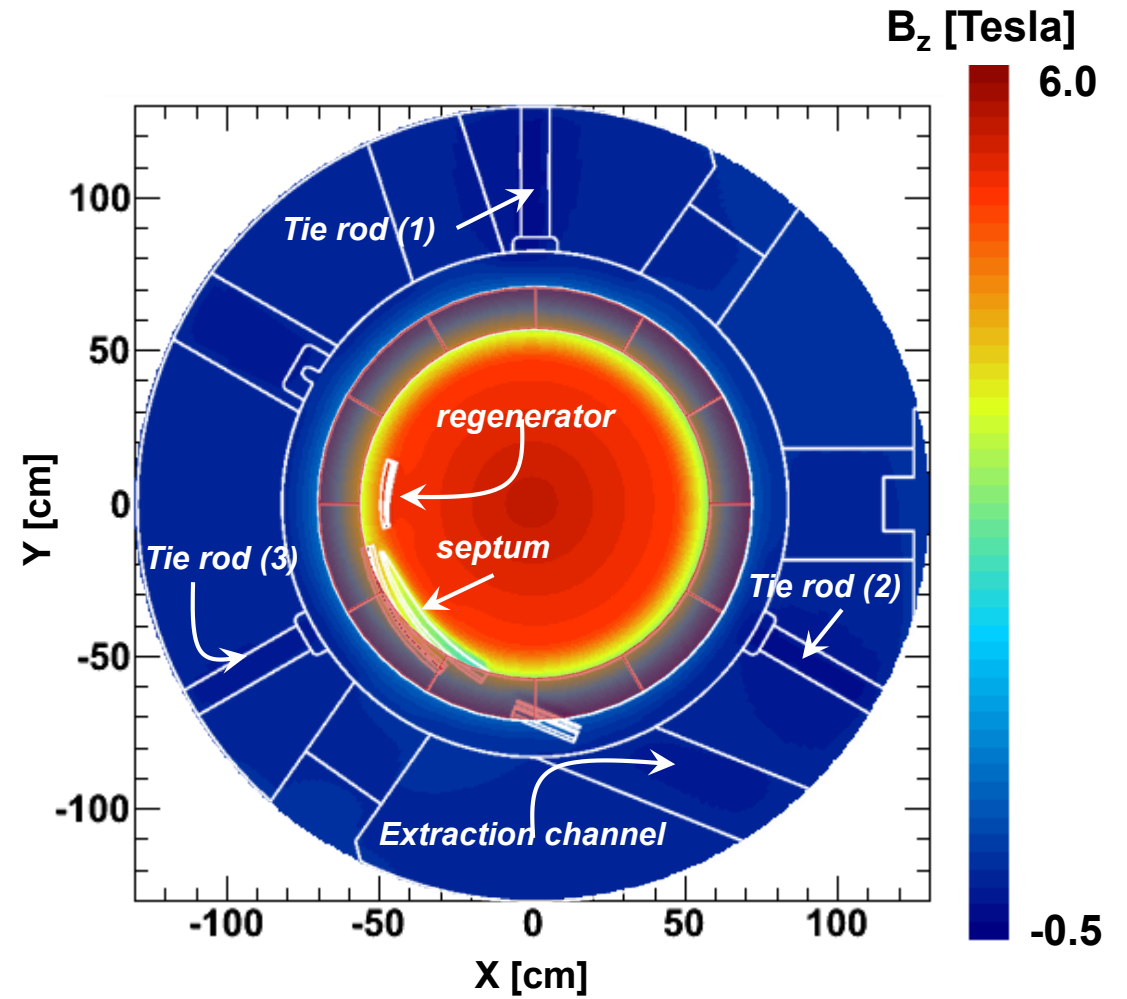 Bz [Tesla]
6.0
-0.5
100
50
0
-50
-100
Y [cm]
Tie rod (1)
regenerator
septum
Tie rod (3)
Tie rod (2)
Extraction channel
-100
-50
0
50
100
X [cm]